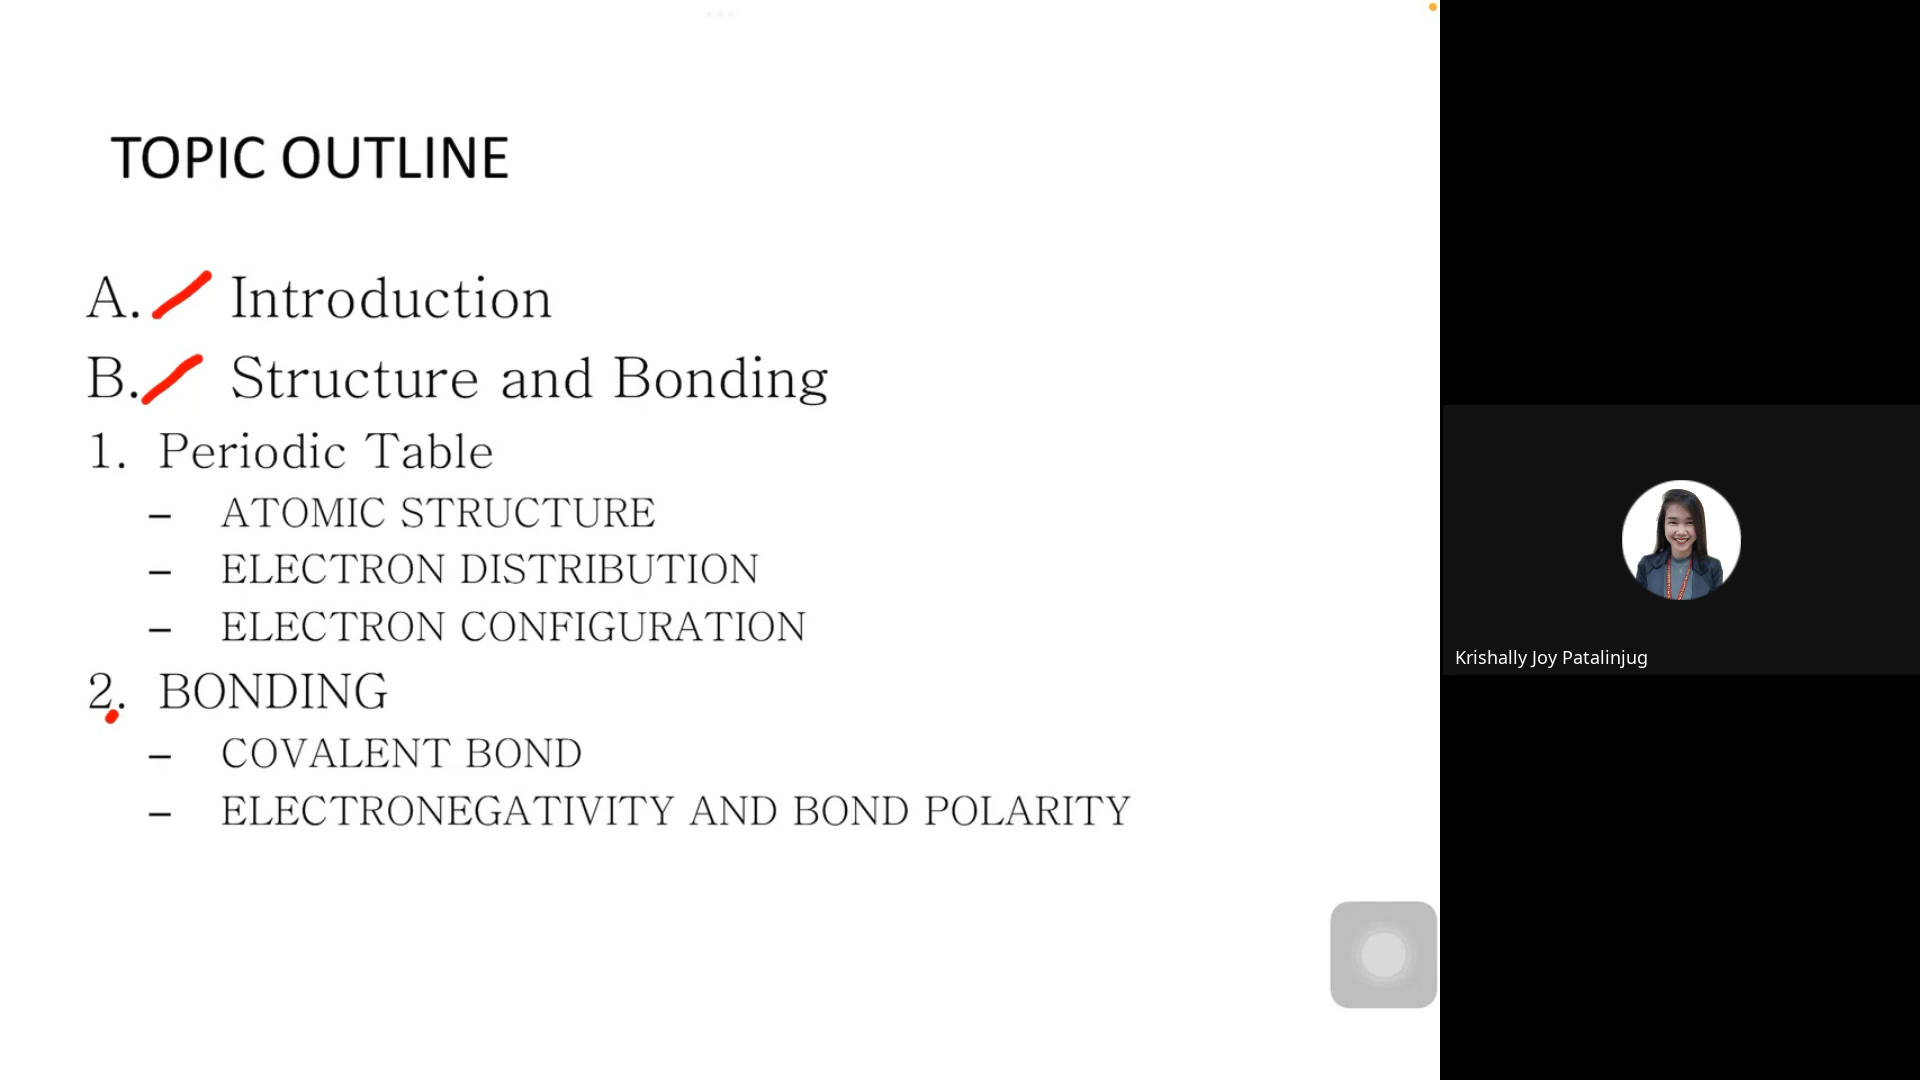 TOPIC OUTLINE
A. Introduction
B. Structure and Bonding
1. Periodic Table
– ATOMIC STRUCTURE
– ELECTRON DISTRIBUTION
– ELECTRON CONFIGURATION
2. BONDING
– COVALENT BOND
– ELECTRONEGATIVITY AND BOND POLARITY
Krishally Joy Patalinjug